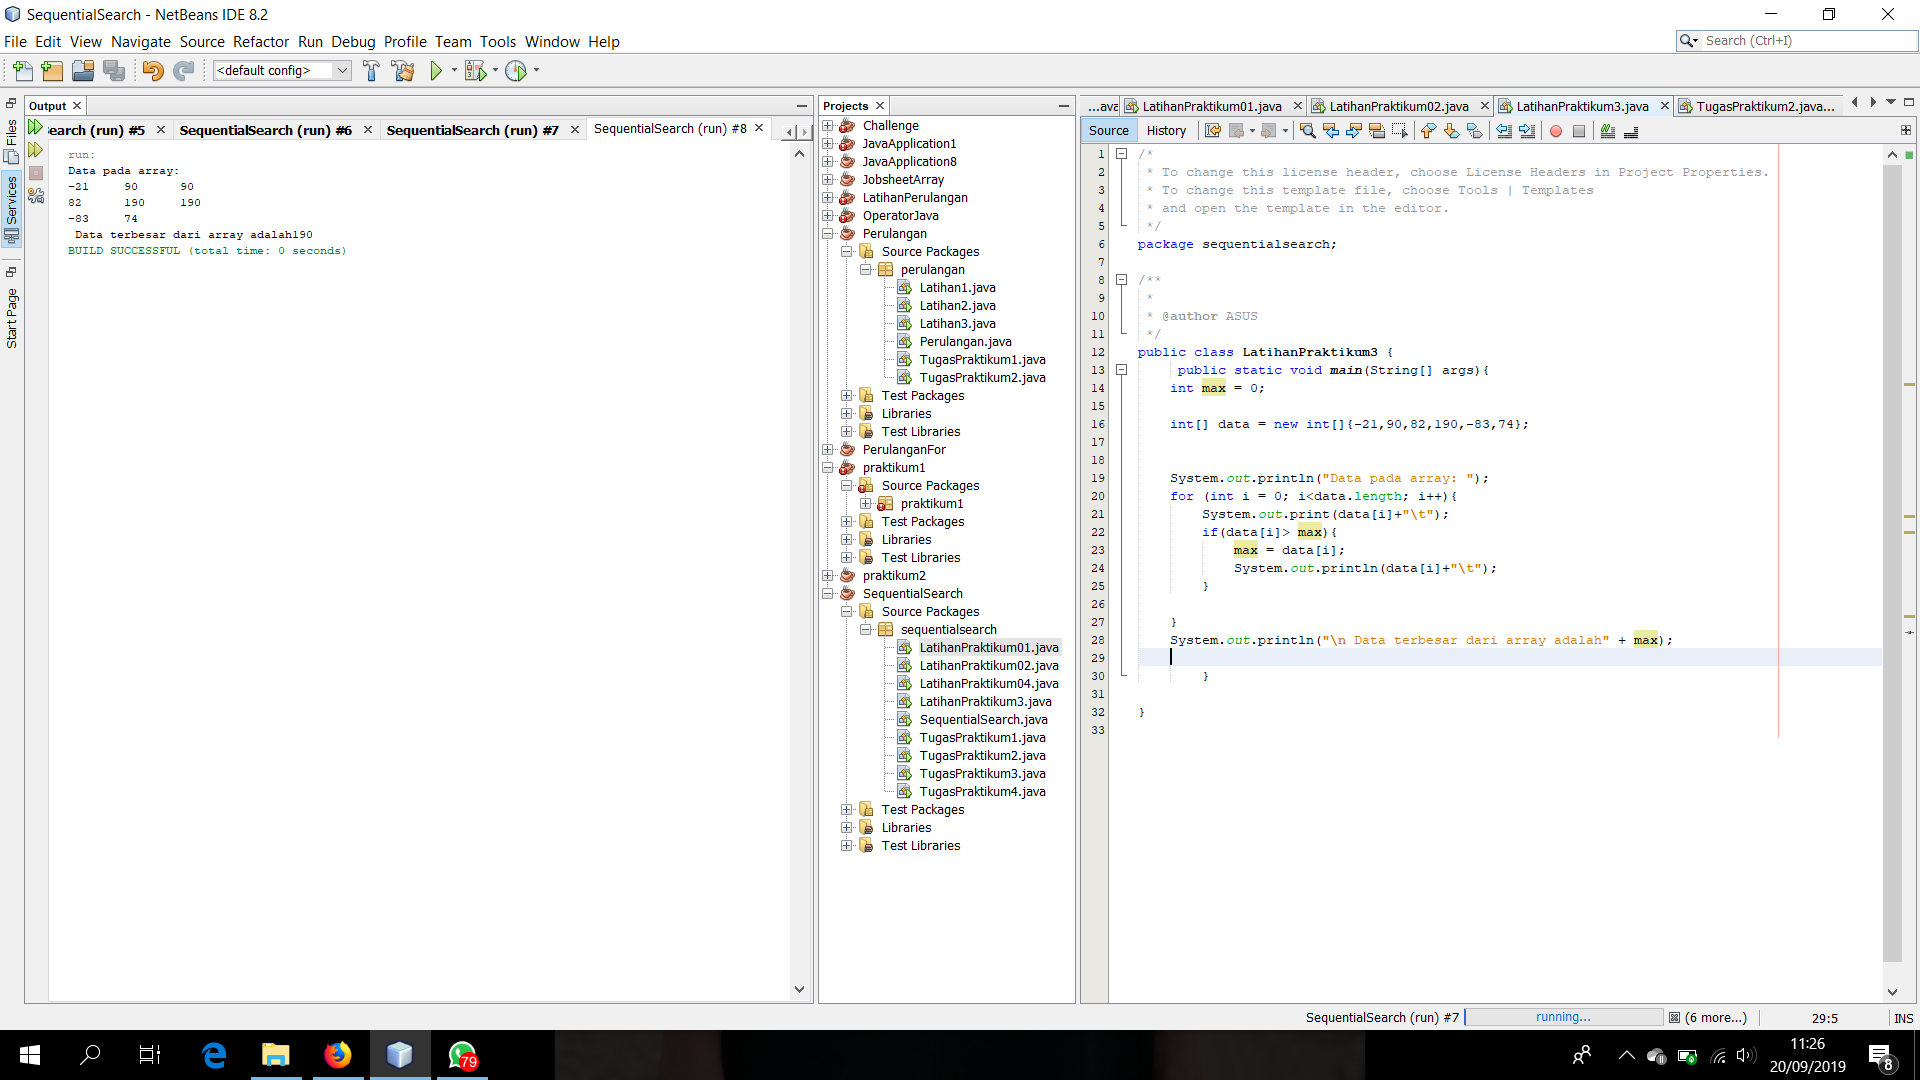 SequentialSearch - NetBeans IDE 8.2
File Edit View Navigate Source Refactor Run Debug Profile Team Tools Window Help
Search (Ctrl+I)
<default config>
Files
Services
Start Page
Output
earch (run) #5
SequentialSearch (run) #6
SequentialSearch (run) #7
SequentialSearch (run) #8
run:
Data pada array:
-21 90 90
82 190 190
-83 74
Data terbesar dari array adalah190
BUILD SUCCESSFUL (total time: 0 seconds)
Projects
Challenge
JavaApplication1
JavaApplication8
JobsheetArray
LatihanPerulangan
OperatorJava
Perulangan
Source Packages
perulangan
Latihan1.java
Latihan2.java
Latihan3.java
Perulangan.java
TugasPraktikum1.java
TugasPraktikum2.java
Test Packages
Libraries
Test Libraries
PerulanganFor
praktikum1
Source Packages
praktikum1
Test Packages
Libraries
Test Libraries
praktikum2
SequentialSearch
Source Packages
sequentialsearch
LatihanPraktikum01.java
LatihanPraktikum02.java
LatihanPraktikum04.java
LatihanPraktikum3.java
SequentialSearch.java
TugasPraktikum1.java
TugasPraktikum2.java
TugasPraktikum3.java
TugasPraktikum4.java
Test Packages
Libraries
Test Libraries
...ava LatihanPraktikum01.java LatihanPraktikum02.java LatihanPraktikum3.java TugasPraktikum2.java...
Source History
1 /*
2 * To change this license header, choose License Headers in Project Properties.
3 * To change this template file, choose Tools | Templates
4 * and open the template in the editor.
5 */
6 package sequentialsearch;
7
8 /**
9 *
10 * @author ASUS
11 */
12 public class LatihanPraktikum3 {
13 public static void main(String[] args){
14 int max = 0;
15
16 int[] data = new int[]{-21,90,82,190,-83,74};
17
18
19 System.out.println("Data pada array: ");
20 for (int i = 0; i<data.length; i++){
21 System.out.print(data[i]+"\t");
22 if(data[i]> max){
23 max = data[i];
24 System.out.println(data[i]+"\t");
25 }
26
27 }
28 System.out.println("\n Data terbesar dari array adalah" + max);
29
30 }
31
32 }
33
SequentialSearch (run) #7 running... (6 more...) 29:5 INS
79
11:26
20/09/2019
8